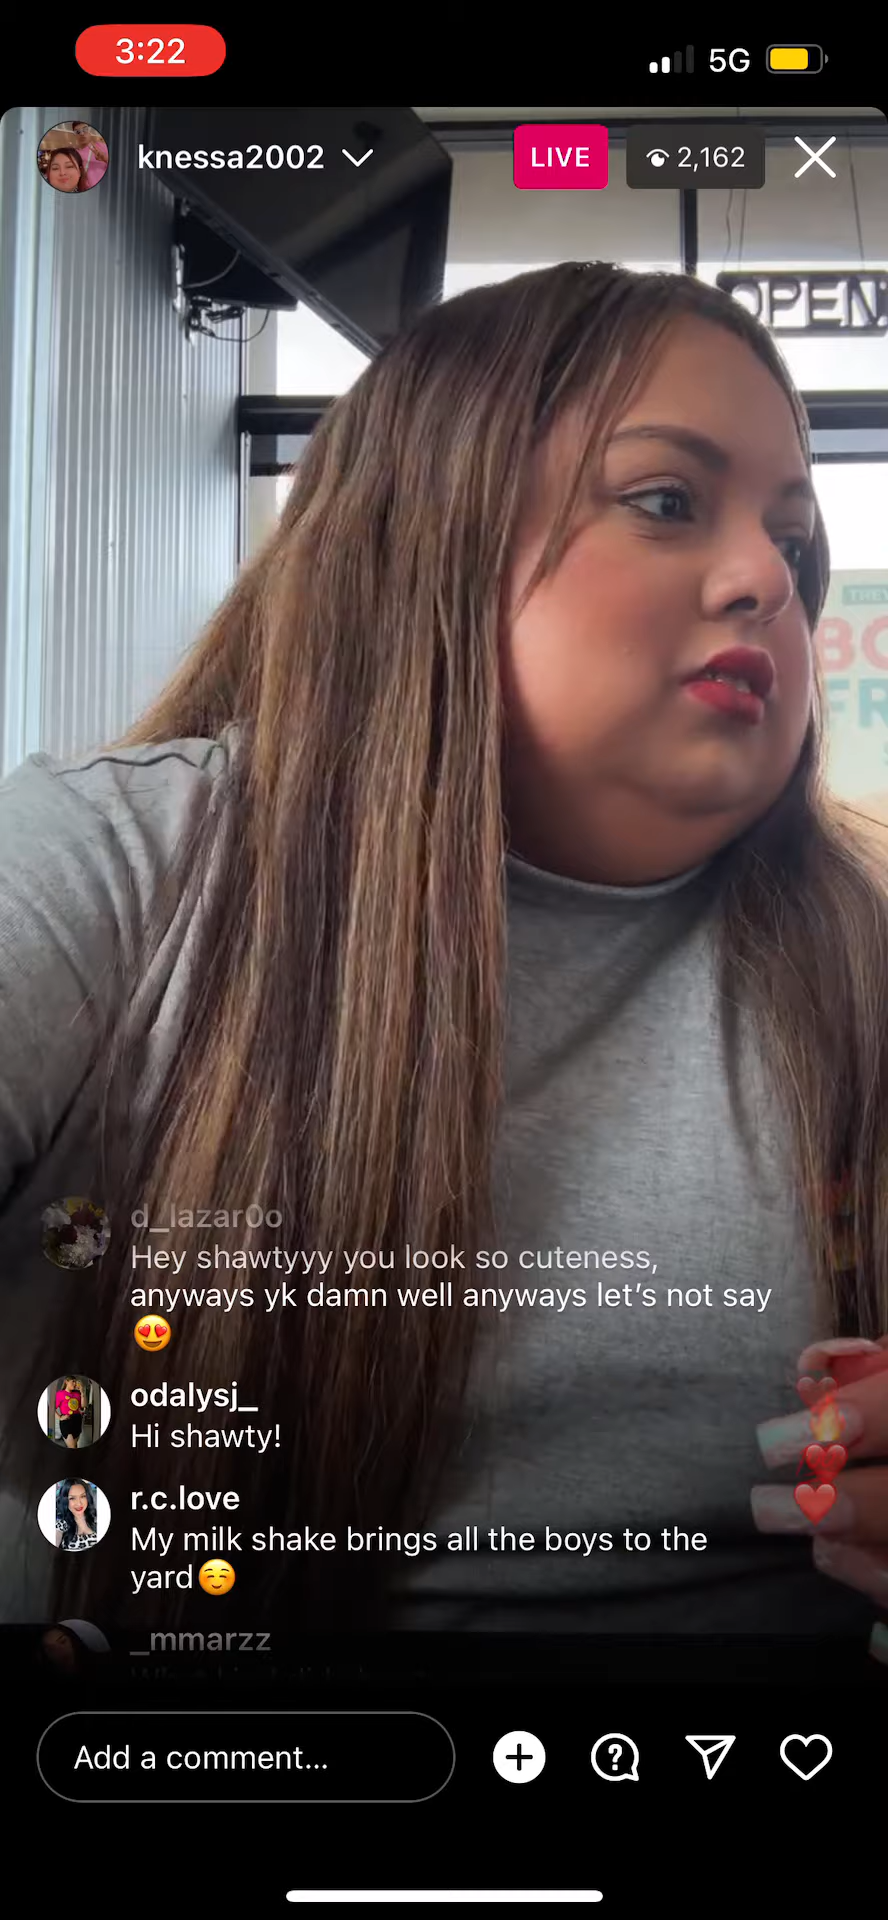 3:22
5G
knessa2002
LIVE
2,162
OPEN
d_lazar0o
Hey shawtyyy you look so cuteness,
anyways yk damn well anyways let's not say
😍
odalysj_
Hi shawty!
r.c.love
My milk shake brings all the boys to the
yard☺️
_mmarzz
Add a comment...